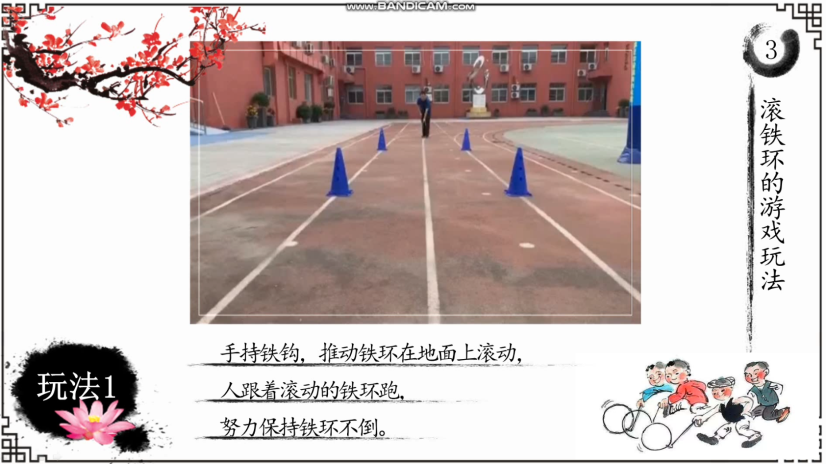 www.BANDICAM.com
3
滚铁环的游戏玩法
玩法1
手持铁钩，推动铁环在地面上滚动，
人跟着滚动的铁环跑，
努力保持铁环不倒。